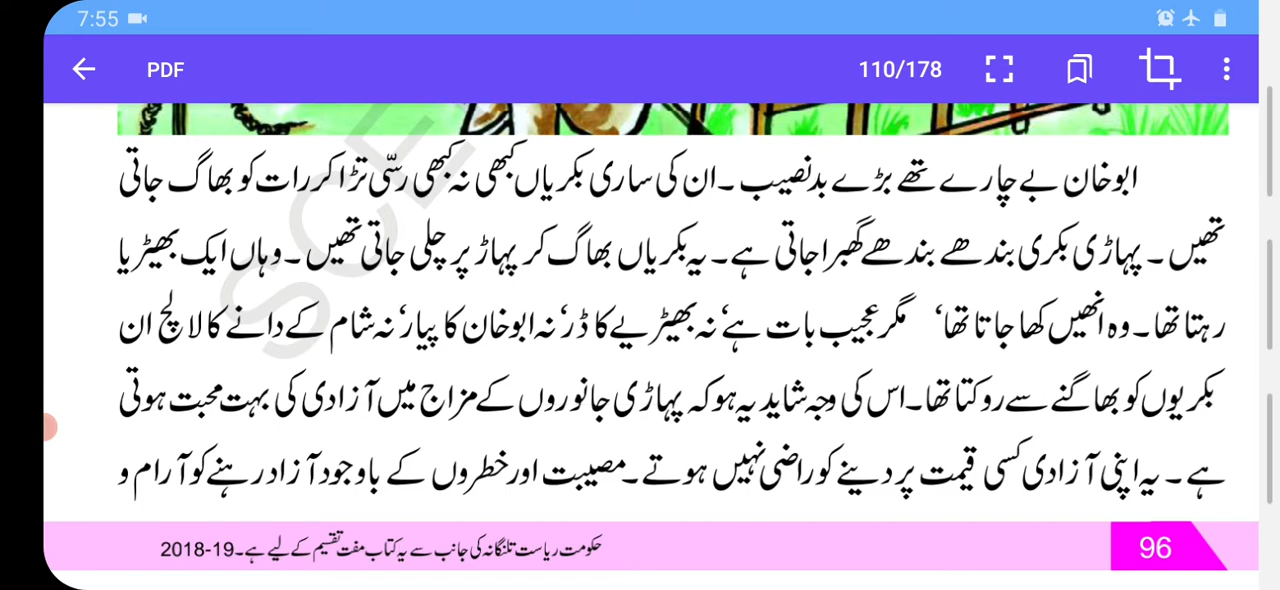 7:55
PDF
110/178
SCE
ابوخان بے چارے تھے بڑے بدنصیب۔ ان کی ساری بکریاں کبھی نہ کبھی رسّی تڑا کر رات کو بھاگ جاتی
تھیں۔ پہاڑی بکری بندھے بندھے گھبرا جاتی ہے۔ یہ بکریاں بھاگ کر پہاڑ پر چلی جاتی تھیں۔ وہاں ایک بھیڑیا
رہتا تھا۔ وہ انھیں کھا جاتا تھا‘ مگر عجیب بات ہے‘ نہ بھیڑیے کا ڈر‘ نہ ابوخان کا پیار‘ نہ شام کے دانے کا لالچ ان
بکریوں کو بھاگنے سے روکتا تھا۔ اس کی وجہ شاید یہ ہو کہ پہاڑی جانوروں کے مزاج میں آزادی کی بہت محبت ہوتی
ہے۔ یہ اپنی آزادی کسی قیمت پر دینے کو راضی نہیں ہوتے۔ مصیبت اور خطروں کے باوجود آزاد رہنے کو آرام و
حکومت ریاست تلنگانہ کی جانب سے یہ کتاب مفت تقسیم کے لیے ہے۔ 2018-19
96